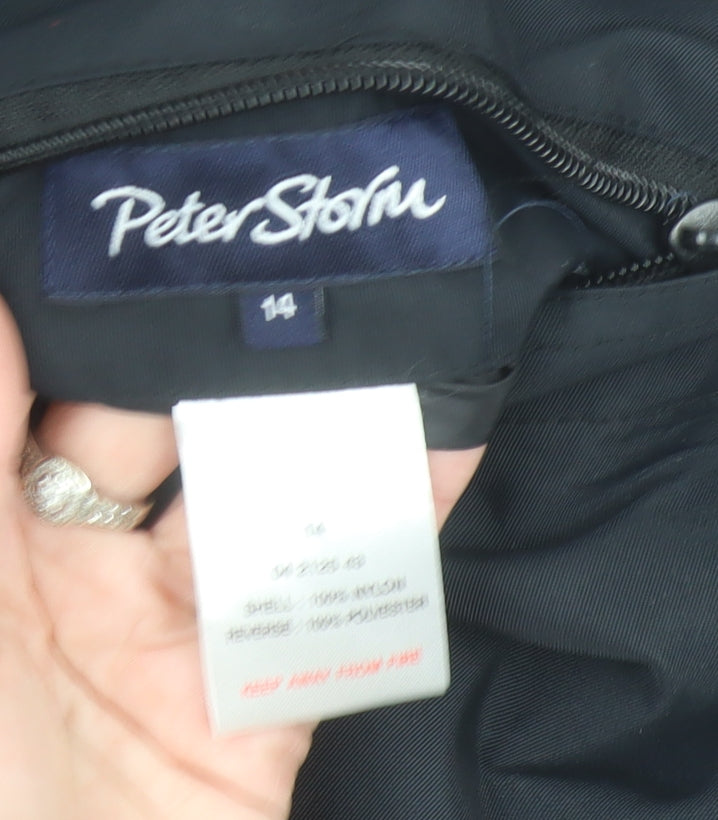 Peter Storm
14
14
SHELL : 100% NYLON
REVERSE : 100% POLYESTER
KEEP AWAY FROM FIRE